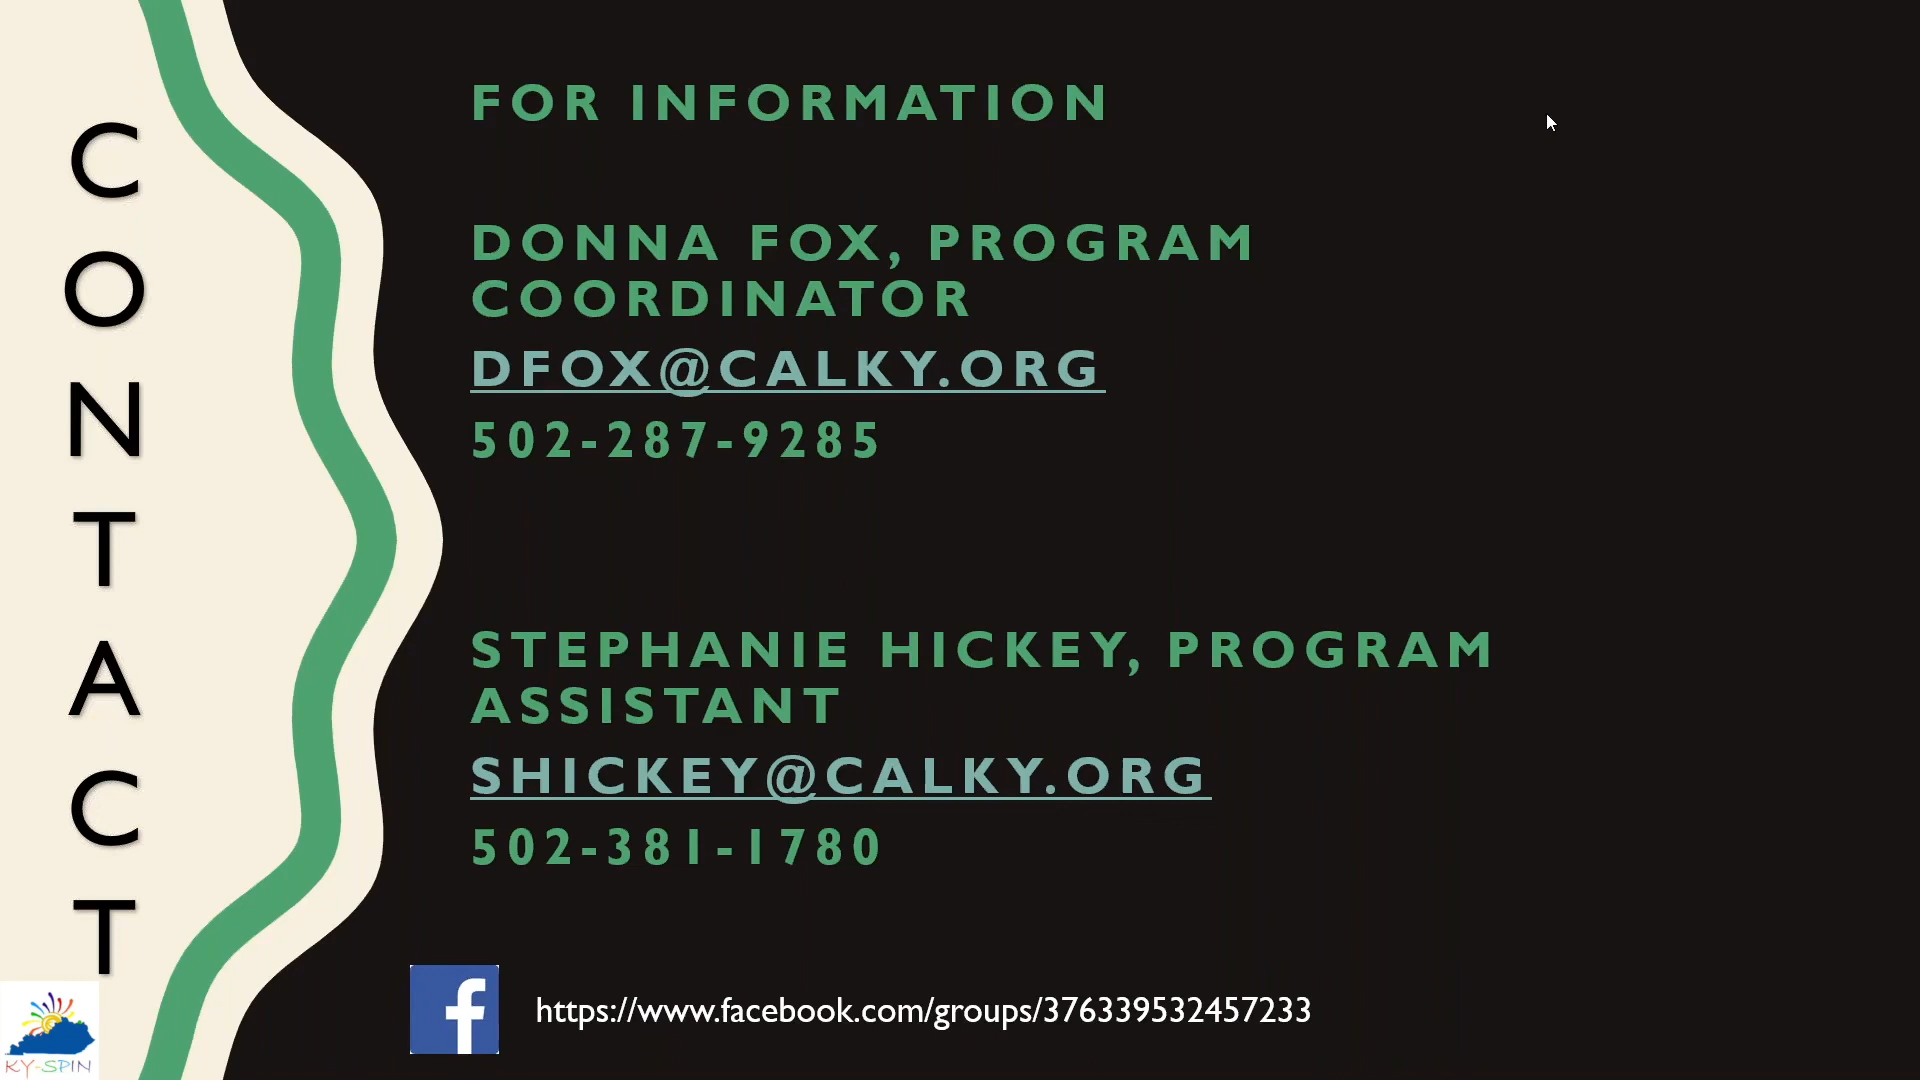 CONTACT
FOR INFORMATION
DONNA FOX, PROGRAM
COORDINATOR
DFOX@CALKY.ORG
502-287-9285
STEPHANIE HICKEY, PROGRAM
ASSISTANT
SHICKEY@CALKY.ORG
502-381-1780
https://www.facebook.com/groups/376339532457233
KY-SPIN